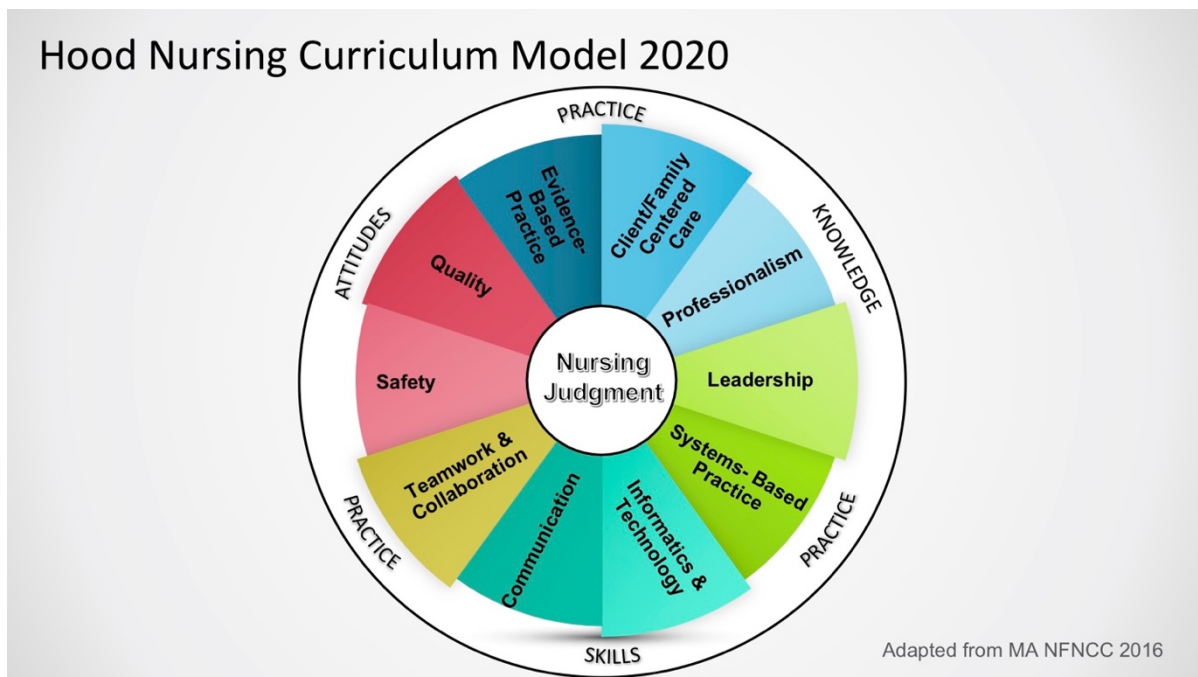 Hood Nursing Curriculum Model 2020
PRACTICE
KNOWLEDGE
PRACTICE
SKILLS
PRACTICE
ATTITUDES
Client/Family
Centered
Care
Professionalism
Leadership
Systems- Based
Practice
Informatics &
Technology
Communication
Teamwork &
Collaboration
Safety
Quality
Evidence-
Based
Practice
Nursing
Judgment
Adapted from MA NFNCC 2016